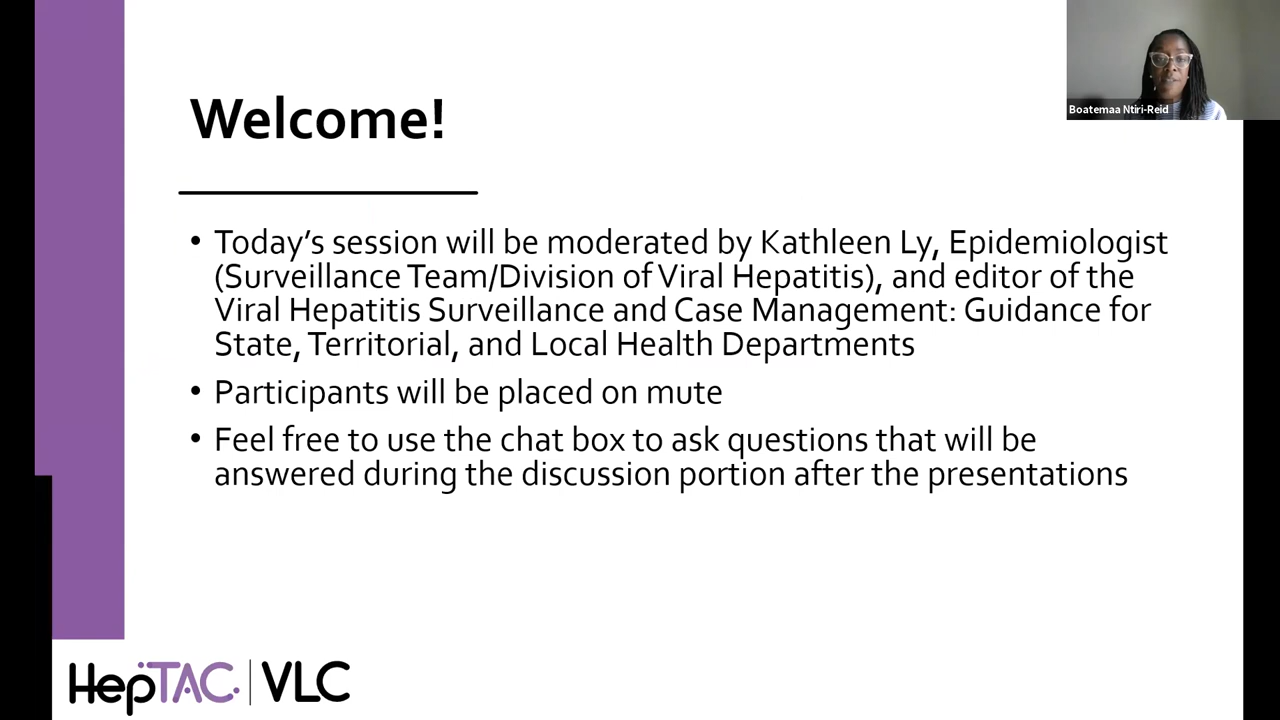 Welcome!
Boatemaa Ntiri-Reid
• Today's session will be moderated by Kathleen Ly, Epidemiologist
(Surveillance Team/Division of Viral Hepatitis), and editor of the
Viral Hepatitis Surveillance and Case Management: Guidance for
State, Territorial, and Local Health Departments
• Participants will be placed on mute
• Feel free to use the chat box to ask questions that will be
answered during the discussion portion after the presentations
HepTAC | VLC